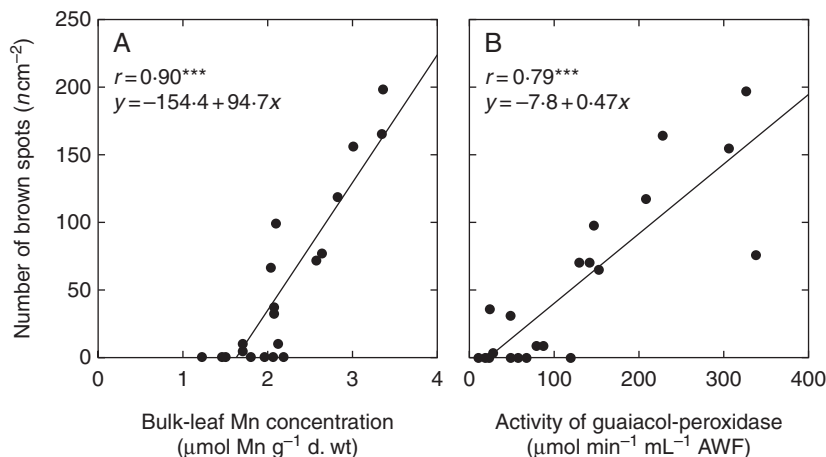 A
r=0·90***
y=−154·4+94·7x
B
r=0·79***
y=−7·8+0·47x
Number of brown spots (n cm−2)
250
200
150
100
50
0
0 1 2 3 4
0 100 200 300 400
Bulk-leaf Mn concentration
(μmol Mn g−1 d. wt)
Activity of guaiacol-peroxidase
(μmol min−1 mL−1 AWF)